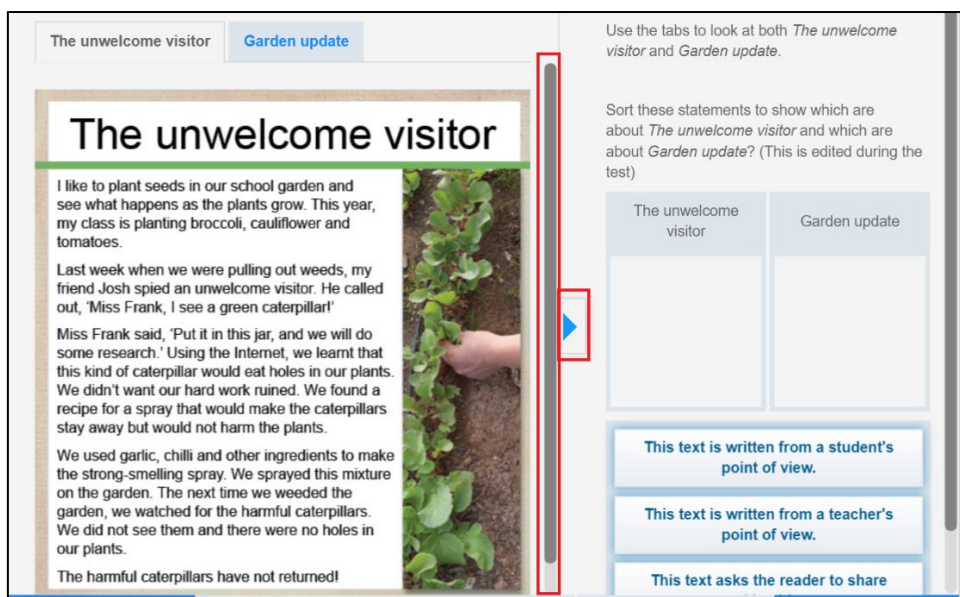 The unwelcome visitor
Garden update
The unwelcome visitor
I like to plant seeds in our school garden and
see what happens as the plants grow. This year,
my class is planting broccoli, cauliflower and
tomatoes.
Last week when we were pulling out weeds, my
friend Josh spied an unwelcome visitor. He called
out, 'Miss Frank, I see a green caterpillar!'
Miss Frank said, 'Put it in this jar, and we will do
some research.' Using the Internet, we learnt that
this kind of caterpillar would eat holes in our plants.
We didn't want our hard work ruined. We found a
recipe for a spray that would make the caterpillars
stay away but would not harm the plants.
We used garlic, chilli and other ingredients to make
the strong-smelling spray. We sprayed this mixture
on the garden. The next time we weeded the
garden, we watched for the harmful caterpillars.
We did not see them and there were no holes in
our plants.
The harmful caterpillars have not returned!
Use the tabs to look at both The unwelcome
visitor and Garden update.
Sort these statements to show which are
about The unwelcome visitor and which are
about Garden update? (This is edited during the
test)
The unwelcome
visitor
Garden update
This text is written from a student's
point of view.
This text is written from a teacher's
point of view.
This text asks the reader to share